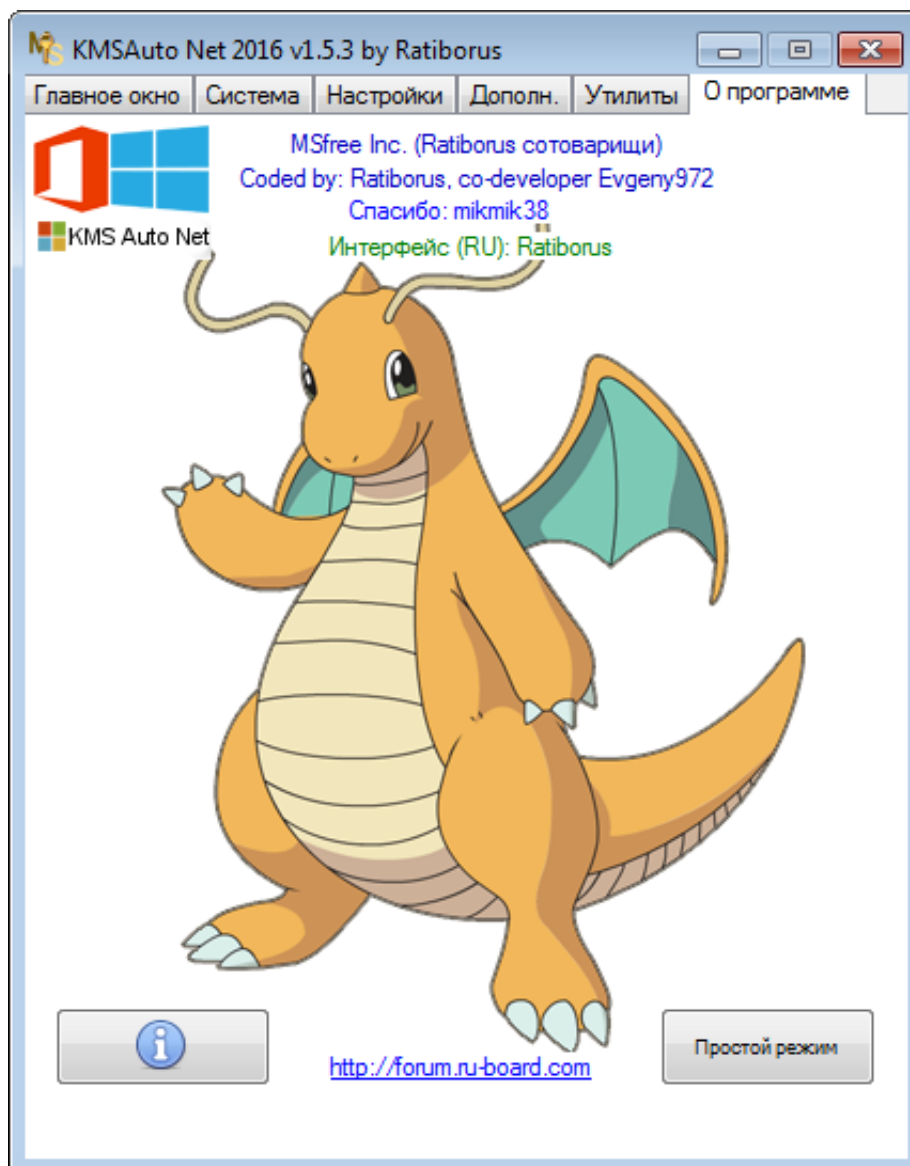 KMSAuto Net 2016 v1.5.3 by Ratiborus
Главное окно Система Настройки Дополн. Утилиты О программе
MSfree Inc. (Ratiborus сотоварищи)
Coded by: Ratiborus, co-developer Evgeny972
Спасибо: mikmik38
KMS Auto Net
Интерфейс (RU): Ratiborus
http://forum.ru-board.com
Простой режим